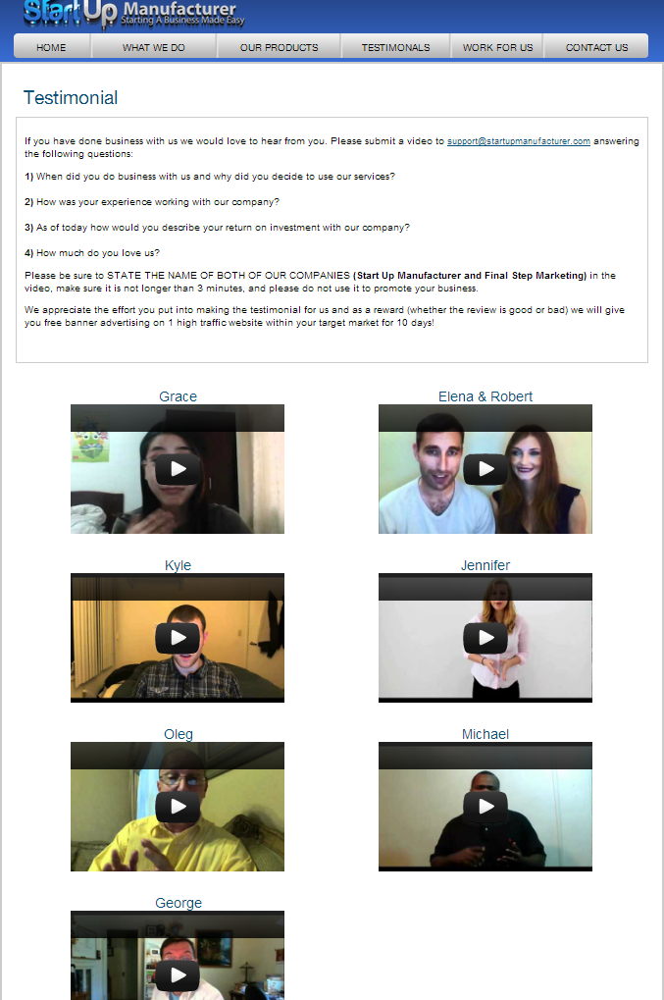 StartUp Manufacturer
Starting A Business Made Easy
HOME WHAT WE DO OUR PRODUCTS TESTIMONALS WORK FOR US CONTACT US
Testimonial
If you have done business with us we would love to hear from you. Please submit a video to support@startupmanufacturer.com answering
the following questions:
1) When did you do business with us and why did you decide to use our services?
2) How was your experience working with our company?
3) As of today how would you describe your return on investment with our company?
4) How much do you love us?
Please be sure to STATE THE NAME OF BOTH OF OUR COMPANIES (Start Up Manufacturer and Final Step Marketing) in the
video, make sure it is not longer than 3 minutes, and please do not use it to promote your business.
We appreciate the effort you put into making the testimonial for us and as a reward (whether the review is good or bad) we will give
you free banner advertising on 1 high traffic website within your target market for 10 days!
Grace Elena & Robert
Kyle Jennifer
Oleg Michael
George